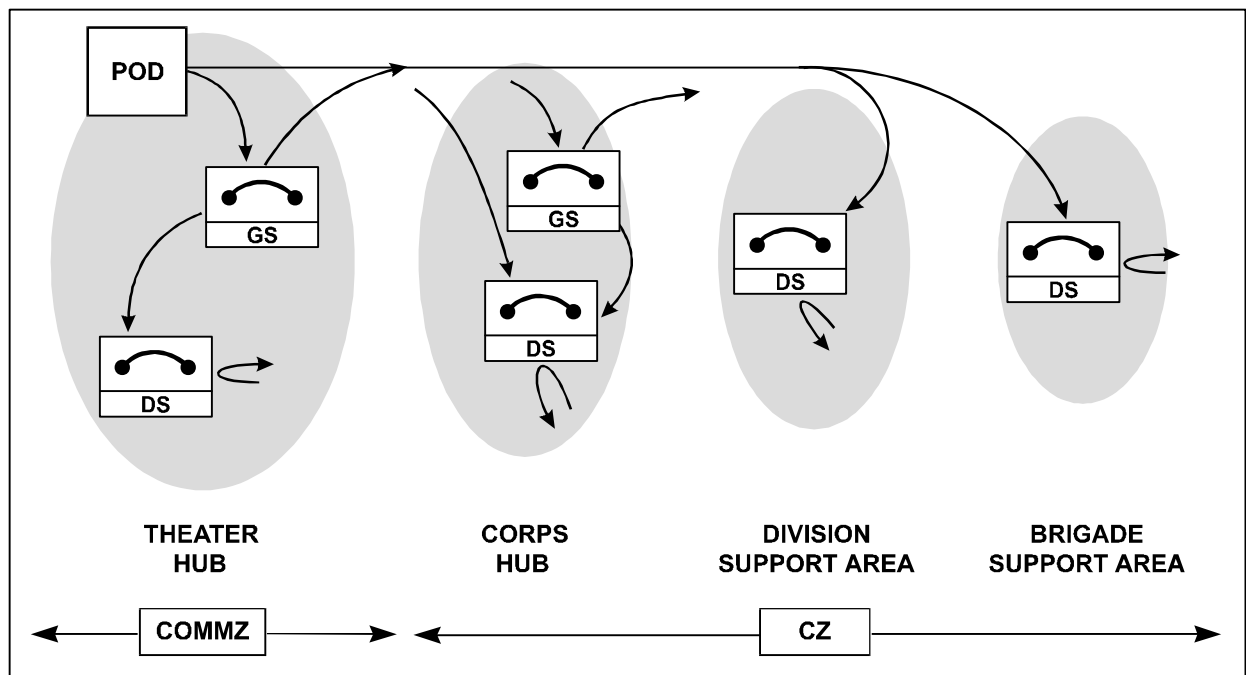 POD
GS
DS
GS
DS
DS
DS
THEATER
HUB
CORPS
HUB
DIVISION
SUPPORT AREA
BRIGADE
SUPPORT AREA
COMMZ
CZ